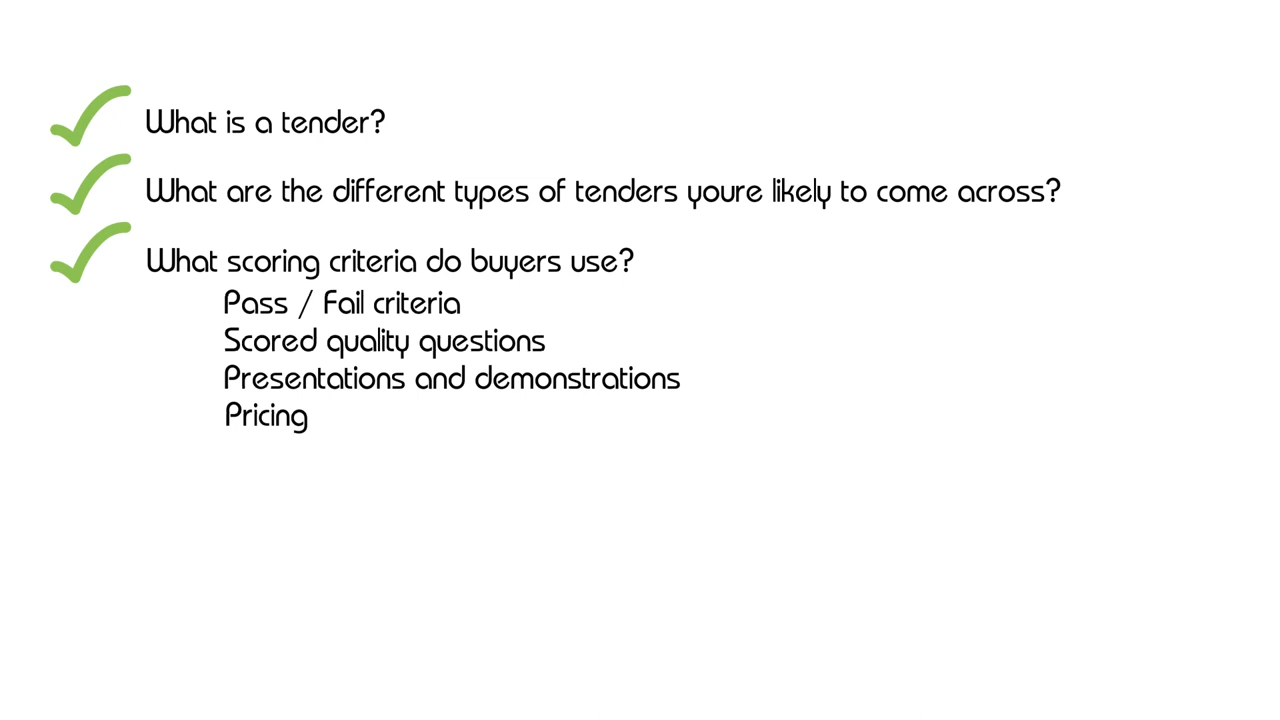 What is a tender?
What are the different types of tenders youre likely to come across?
What scoring criteria do buyers use?
Pass / Fail criteria
Scored quality questions
Presentations and demonstrations
Pricing